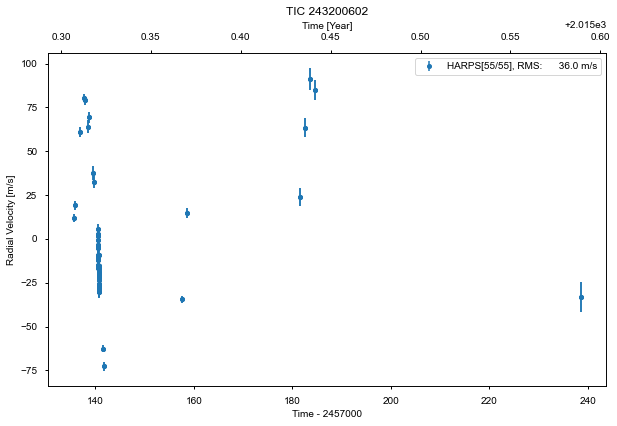 TIC 243200602
Time [Year]
+2.015e3
0.30 0.35 0.40 0.45 0.50 0.55 0.60
HARPS[55/55], RMS: 36.0 m/s
100
75
50
25
0
−25
−50
−75
Radial Velocity [m/s]
140 160 180 200 220 240
Time - 2457000